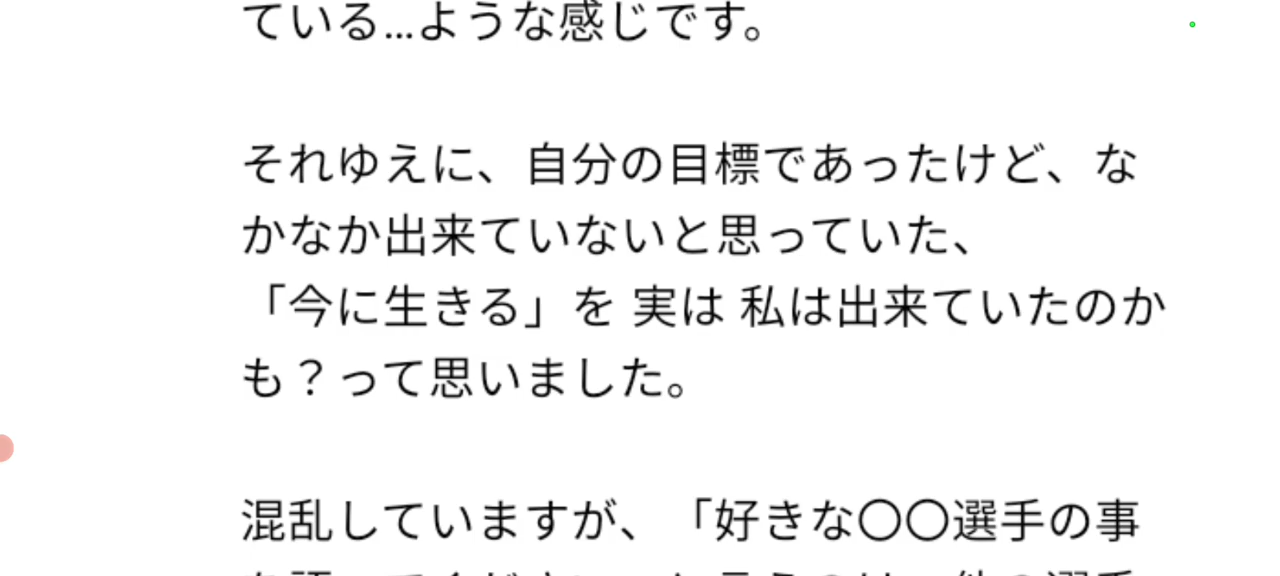 ている...ような感じです。
それゆえに、自分の目標であったけど、な
かなか出来ていないと思っていた、
「今に生きる」を 実は 私は出来ていたのか
も？って思いました。
混乱していますが、「好きな〇〇選手の事